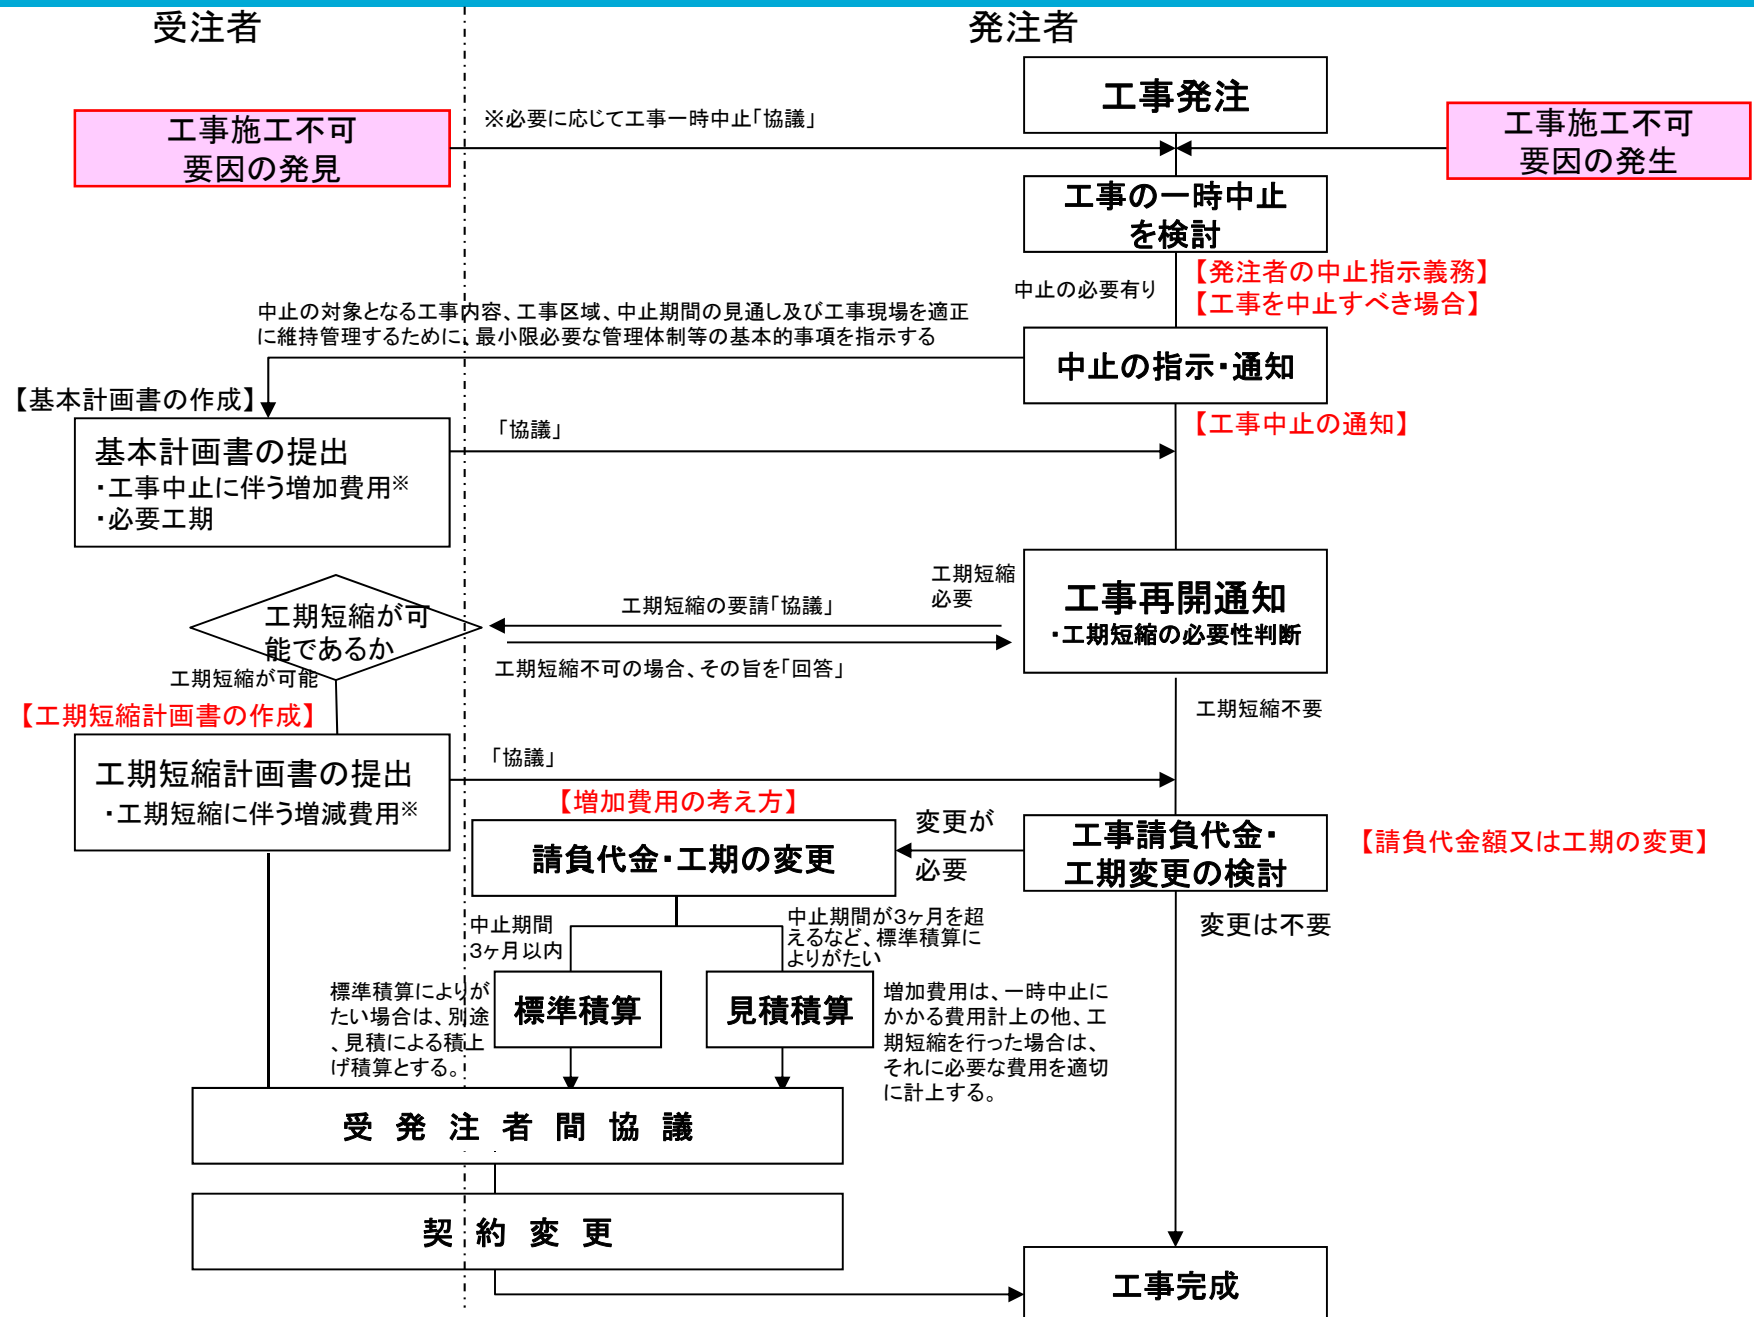 受注者
発注者
工事発注
工事施工不可
要因の発見
※必要に応じて工事一時中止「協議」
工事施工不可
要因の発生
工事の一時中止
を検討
中止の必要有り
【発注者の中止指示義務】
【工事を中止すべき場合】
中止の対象となる工事内容、工事区域、中止期間の見通し及び工事現場を適正
に維持管理するために、最小限必要な管理体制等の基本的事項を指示する
中止の指示・通知
【基本計画書の作成】
【工事中止の通知】
基本計画書の提出
・工事中止に伴う増加費用※
・必要工期
「協議」
工期短縮が可
能であるか
工期短縮の要請「協議」
工期短縮
必要
工事再開通知
・工期短縮の必要性判断
工期短縮不可の場合、その旨を「回答」
工期短縮が可能
工期短縮不要
【工期短縮計画書の作成】
工期短縮計画書の提出
・工期短縮に伴う増減費用※
「協議」
【増加費用の考え方】
請負代金・工期の変更
変更が
必要
工事請負代金・
工期変更の検討
【請負代金額又は工期の変更】
変更は不要
中止期間
3ヶ月以内
中止期間が3ヶ月を超
えるなど、標準積算に
よりがたい
標準積算によりが
たい場合は、別途
、見積による積上
げ積算とする。
標準積算
見積積算
増加費用は、一時中止に
かかる費用計上の他、工
期短縮を行った場合は、
それに必要な費用を適切
に計上する。
受発注者間協議
契約変更
工事完成